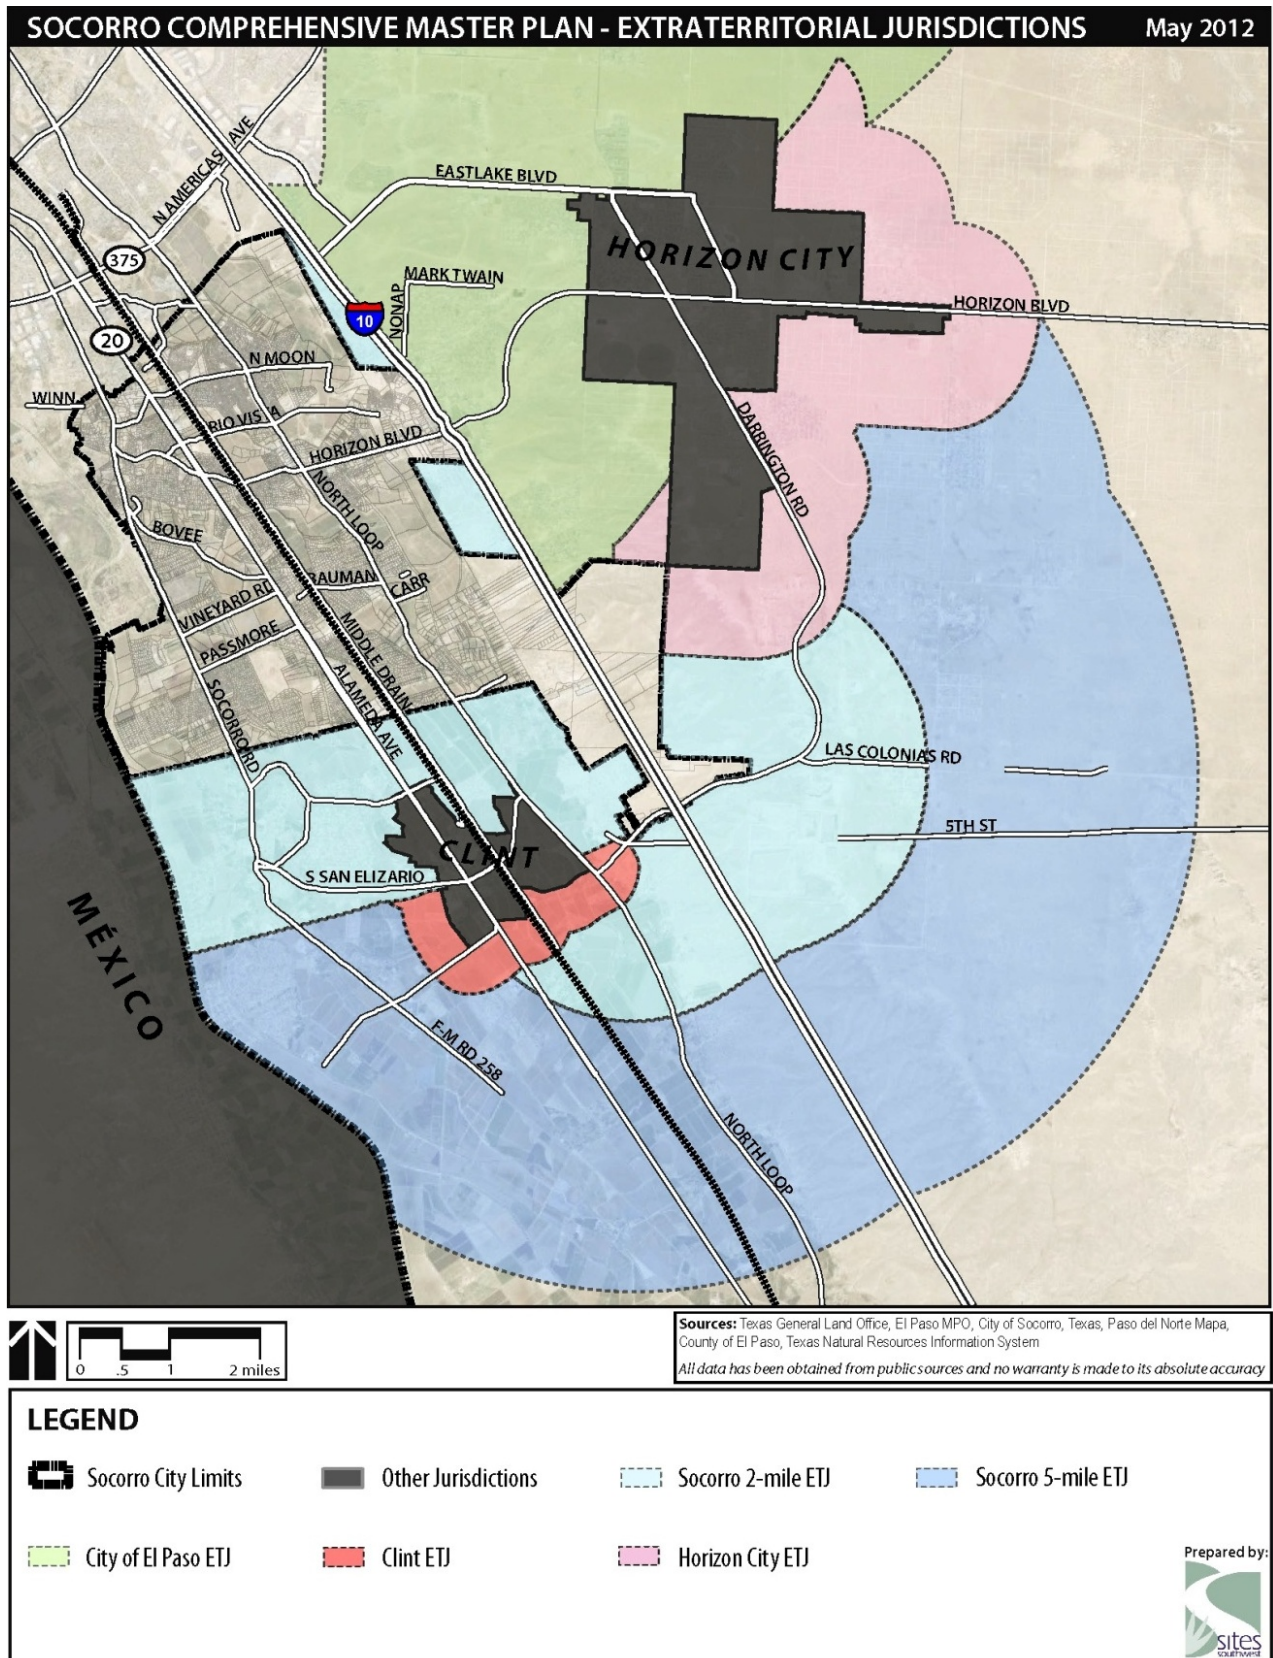 SOCORRO COMPREHENSIVE MASTER PLAN - EXTRATERRITORIAL JURISDICTIONS May 2012
N AMERICAS AVE
EASTLAKE BLVD
HORIZON CITY
375
MARK TWAIN
NONAP
10
HORIZON BLVD
20
N MOON
WINN
RIO VISTA
HORIZON BLVD
DARRINGTON RD
NORTH LOOP
BOVEE
BAUMAN
CARR
VINEYARD RD
PASSMORE
MIDDLE DRAIN
ALAMEDA AVE
SOCORRO RD
LAS COLONIAS RD
5TH ST
CLINT
S SAN ELIZARIO
MÉXICO
F-M RD 258
NORTH LOOP
0 .5 1 2 miles
Sources: Texas General Land Office, El Paso MPO, City of Socorro, Texas, Paso del Norte Mapa,
County of El Paso, Texas Natural Resources Information System
All data has been obtained from public sources and no warranty is made to its absolute accuracy
LEGEND
Socorro City Limits
Other Jurisdictions
Socorro 2-mile ETJ
Socorro 5-mile ETJ
City of El Paso ETJ
Clint ETJ
Horizon City ETJ
Prepared by:
sites
southwest